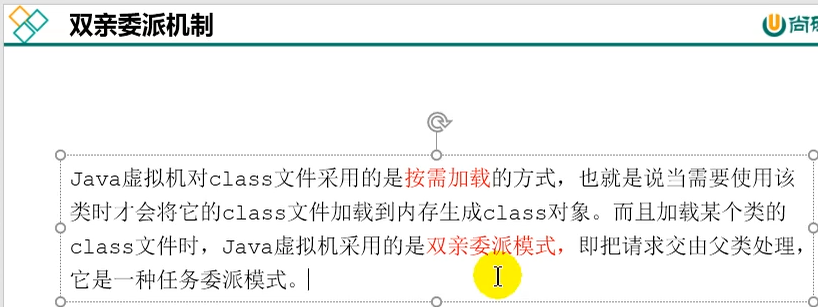 双亲委派机制
尚硅
Java虚拟机对class文件采用的是按需加载的方式，也就是说当需要使用该
类时才会将它的class文件加载到内存生成class对象。而且加载某个类的
class文件时，Java虚拟机采用的是双亲委派模式，即把请求交由父类处理，
它是一种任务委派模式。